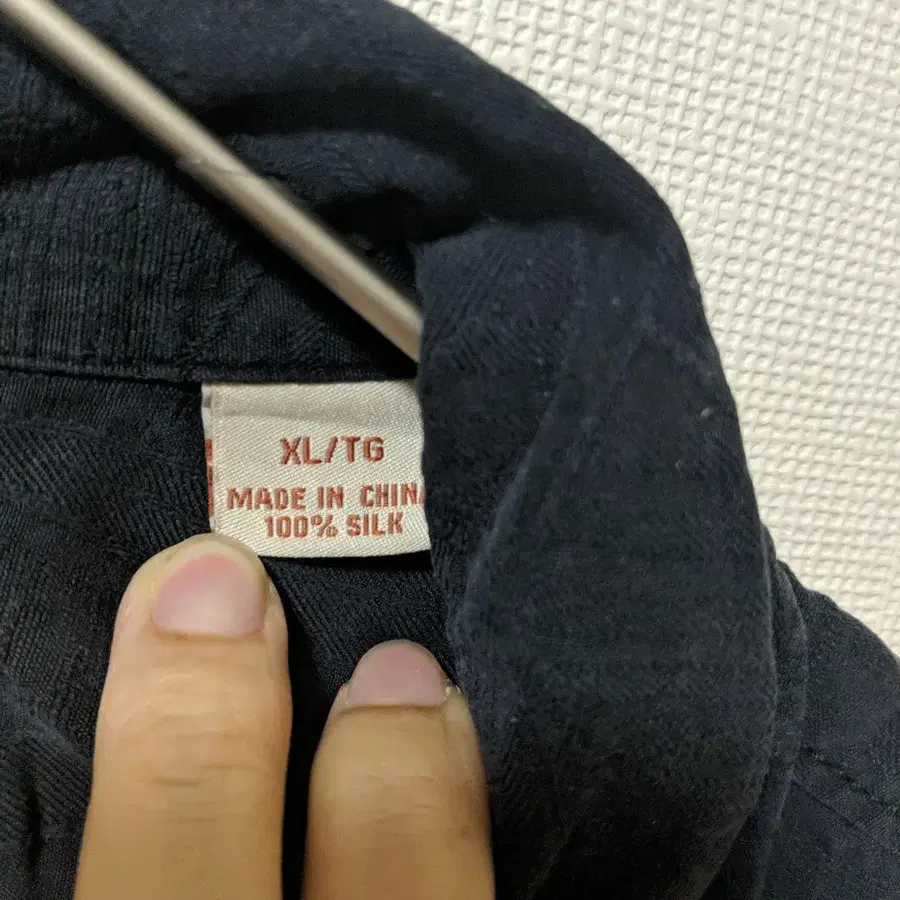 XL/TG
MADE IN CHINA
100% SILK